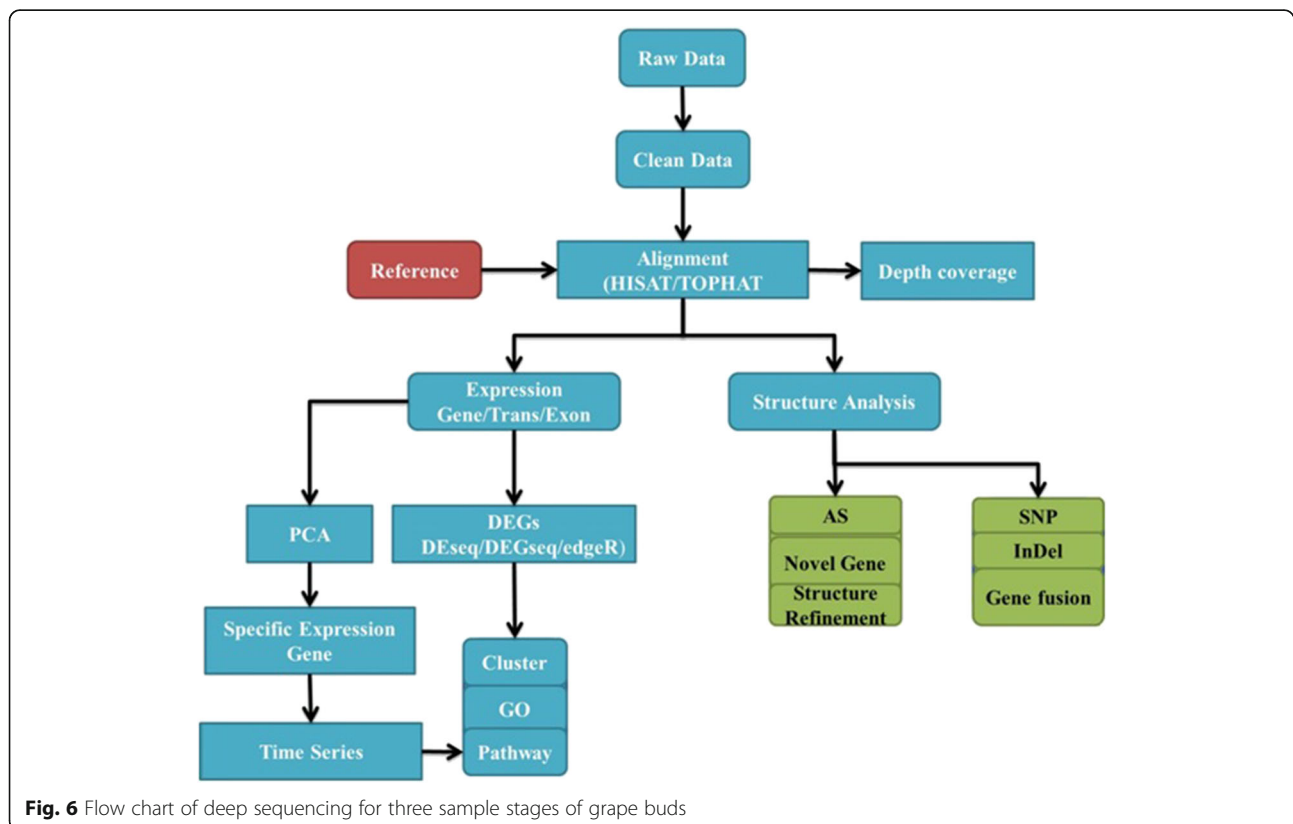 Raw Data
Clean Data
Reference
Alignment
(HISAT/TOPHAT
Depth coverage
Expression
Gene/Trans/Exon
Structure Analysis
PCA
DEGs
DEseq/DEGseq/edgeR)
AS
Novel Gene
Structure
Refinement
SNP
InDel
Gene fusion
Specific Expression
Gene
Cluster
GO
Pathway
Time Series
Fig. 6 Flow chart of deep sequencing for three sample stages of grape buds